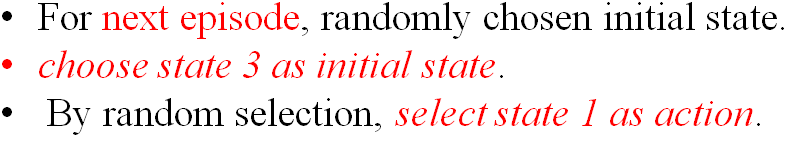 • For next episode, randomly chosen initial state.
• choose state 3 as initial state.
• By random selection, select state 1 as action.